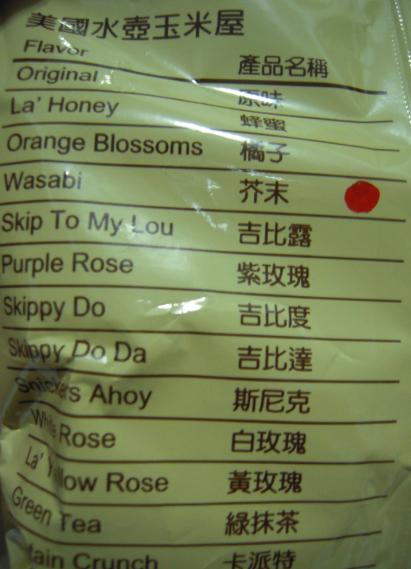 美國水壺玉米屋
Flavor 產品名稱
Original 原味
La' Honey 蜂蜜
Orange Blossoms 橘子
Wasabi 芥末
Skip To My Lou 吉比露
Purple Rose 紫玫瑰
Skippy Do 吉比度
Skippy Do Da 吉比達
Snickers Ahoy 斯尼克
White Rose 白玫瑰
La' Yellow Rose 黃玫瑰
Green Tea 綠抹茶
Crunch 卡派特